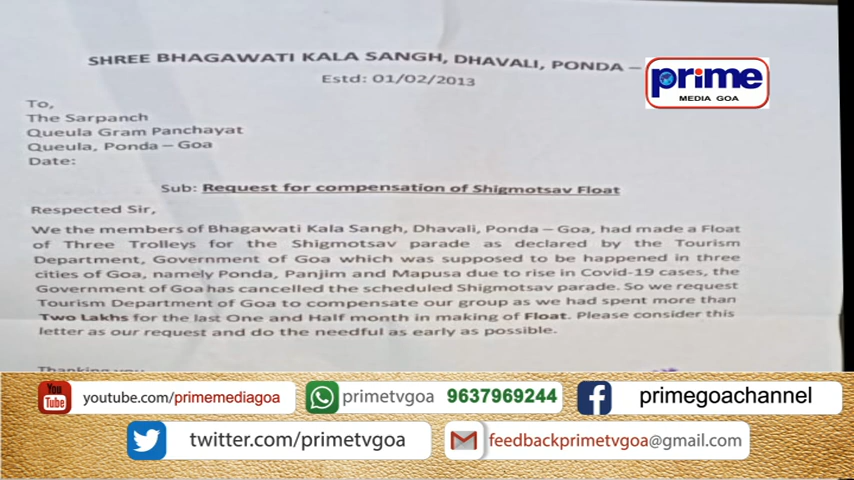 SHREE BHAGAWATI KALA SANGH, DHAVALI, PONDA –
Estd: 01/02/2013
prime
MEDIA GOA
To,
The Sarpanch
Queula Gram Panchayat
Queula, Ponda – Goa
Date:
Sub: Request for compensation of Shigmotsav Float
Respected Sir,
We the members of Bhagawati Kala Sangh, Dhavali, Ponda – Goa, had made a Float
of Three Trolleys for the Shigmotsav parade as declared by the Tourism
Department, Government of Goa which was supposed to be happened in three
cities of Goa, namely Ponda, Panjim and Mapusa due to rise in Covid-19 cases, the
Government of Goa has cancelled the scheduled Shigmotsav parade. So we request
Tourism Department of Goa to compensate our group as we had spent more than
Two Lakhs for the last One and Half month in making of Float. Please consider this
letter as our request and do the needful as early as possible.
Thanking you
You Tube
youtube.com/primemediagoa
primetvgoa 9637969244
primegoachannel
twitter.com/primetvgoa
feedbackprimetvgoa@gmail.com